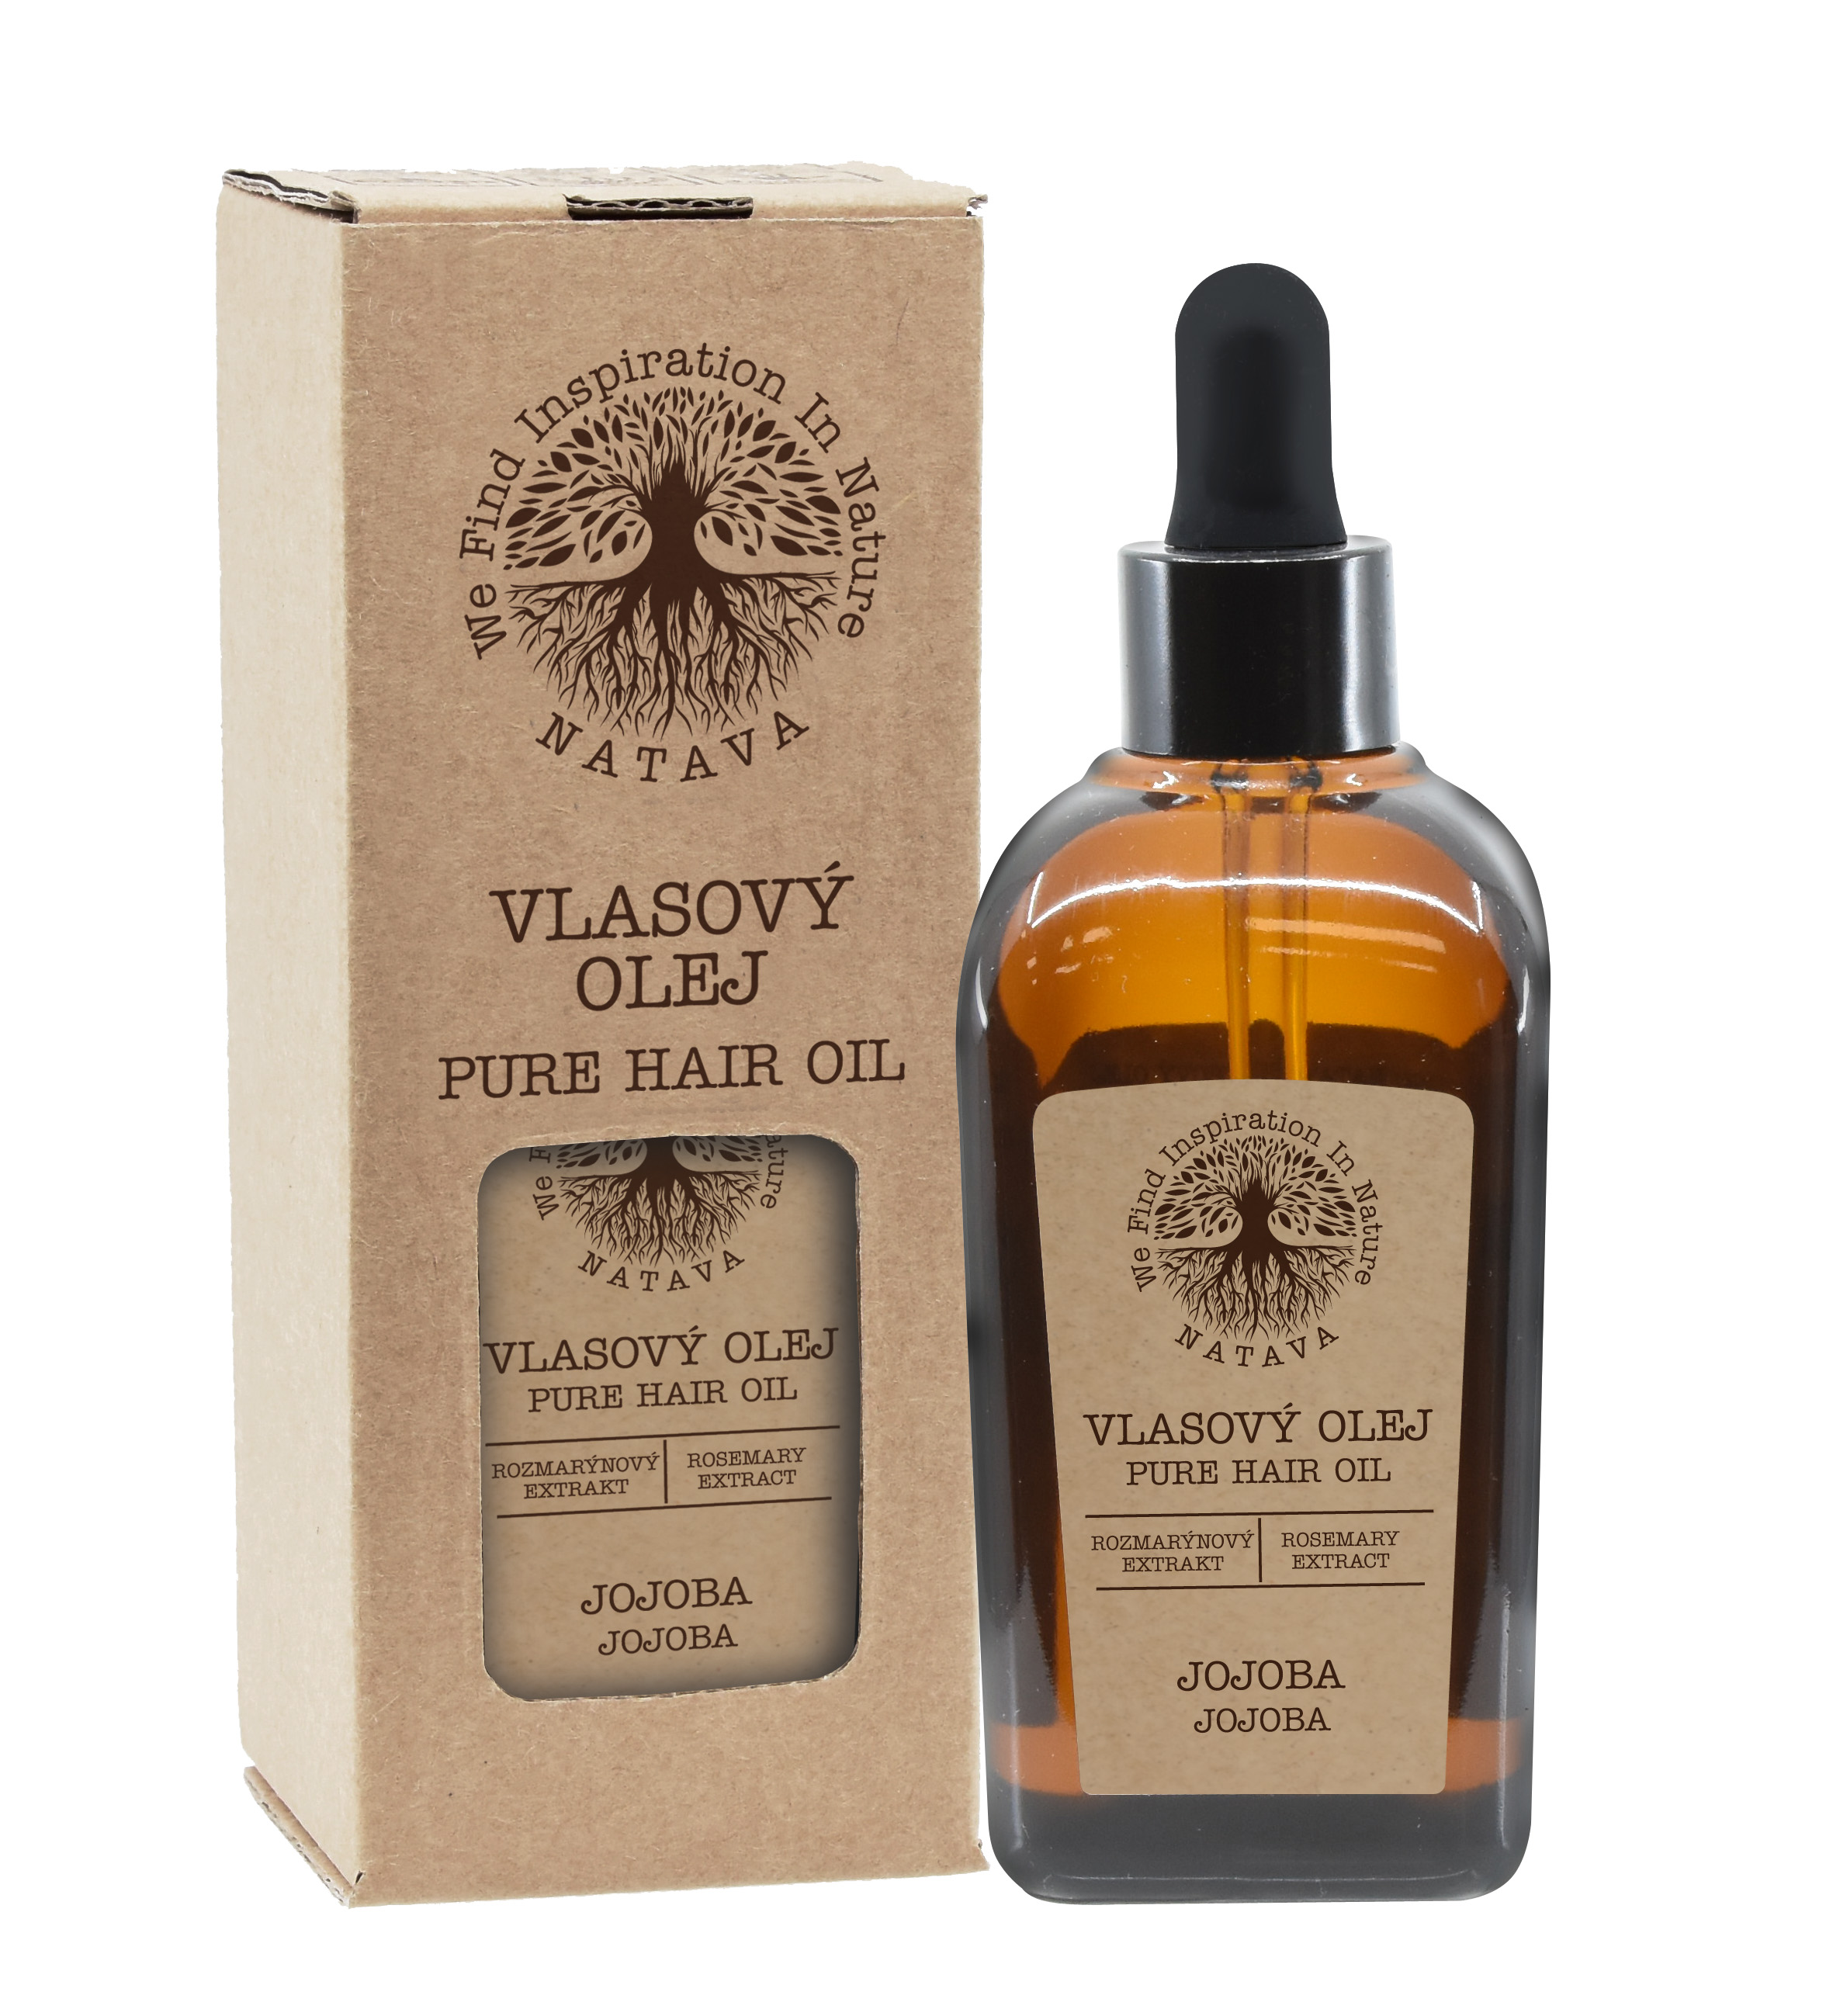 We Find Inspiration In Nature
NATAVA
VLASOVÝ
OLEJ
PURE HAIR OIL
We F
ature
NATAVA
VLASOVÝ OLEJ
PURE HAIR OIL
ROZMARÝNOVÝ
EXTRAKT
ROSEMARY
EXTRACT
JOJOBA
JOJOBA
We Find Inspiration In Nature
NATAVA
VLASOVÝ OLEJ
PURE HAIR OIL
ROZMARÝNOVÝ
EXTRAKT
ROSEMARY
EXTRACT
JOJOBA
JOJOBA